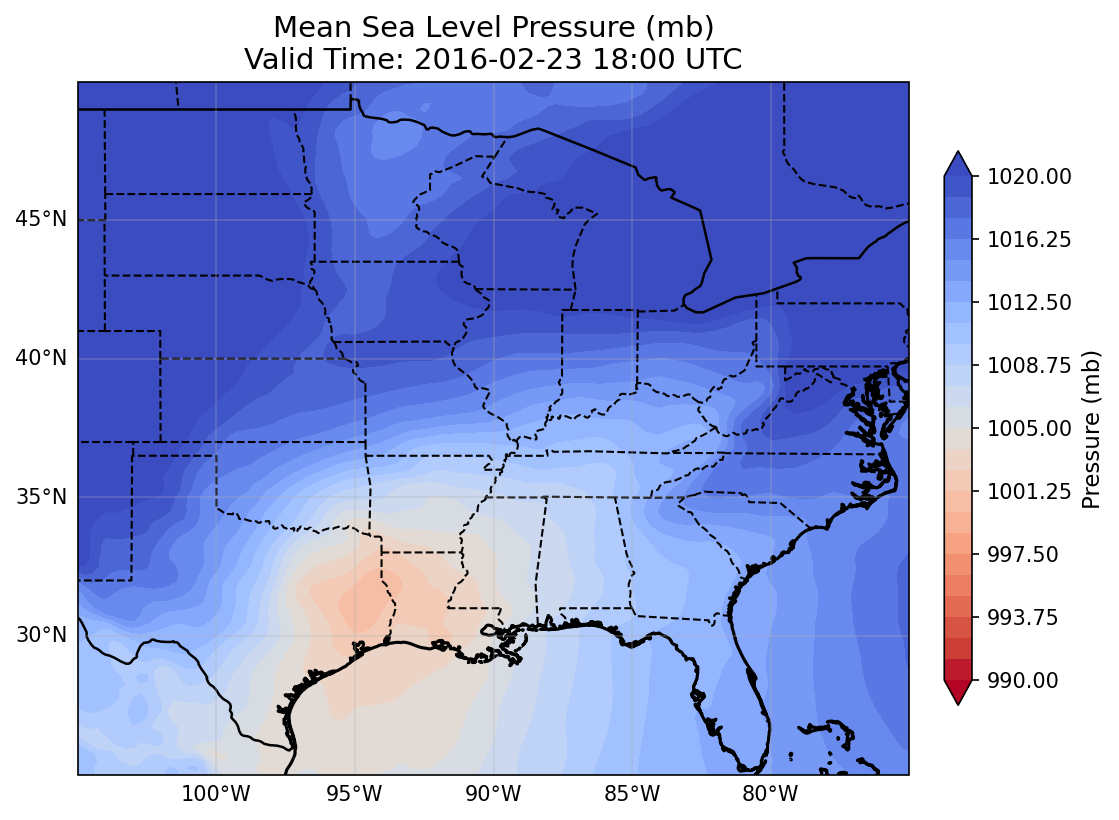 Mean Sea Level Pressure (mb)
Valid Time: 2016-02-23 18:00 UTC
45°N
40°N
35°N
30°N
100°W
95°W
90°W
85°W
80°W
1020.00
1016.25
1012.50
1008.75
1005.00
1001.25
997.50
993.75
990.00
Pressure (mb)